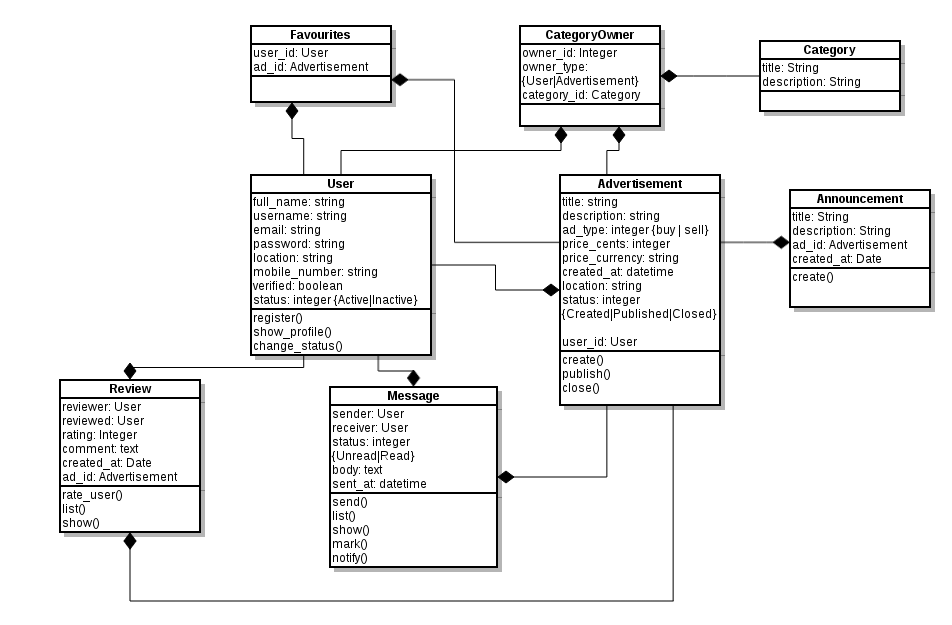 Favourites
user_id: User
ad_id: Advertisement
CategoryOwner
owner_id: Integer
owner_type:
{User|Advertisement}
category_id: Category
Category
title: String
description: String
User
full_name: string
username: string
email: string
password: string
location: string
mobile_number: string
verified: boolean
status: integer {Active|Inactive}
register()
show_profile()
change_status()
Advertisement
title: string
description: string
ad_type: integer {buy | sell}
price_cents: integer
price_currency: string
created_at: datetime
location: string
status: integer
{Created|Published|Closed}
user_id: User
create()
publish()
close()
Announcement
title: String
description: String
ad_id: Advertisement
created_at: Date
create()
Review
reviewer: User
reviewed: User
rating: Integer
comment: text
created_at: Date
ad_id: Advertisement
rate_user()
list()
show()
Message
sender: User
receiver: User
status: integer
{Unread|Read}
body: text
sent_at: datetime
send()
list()
show()
mark()
notify()